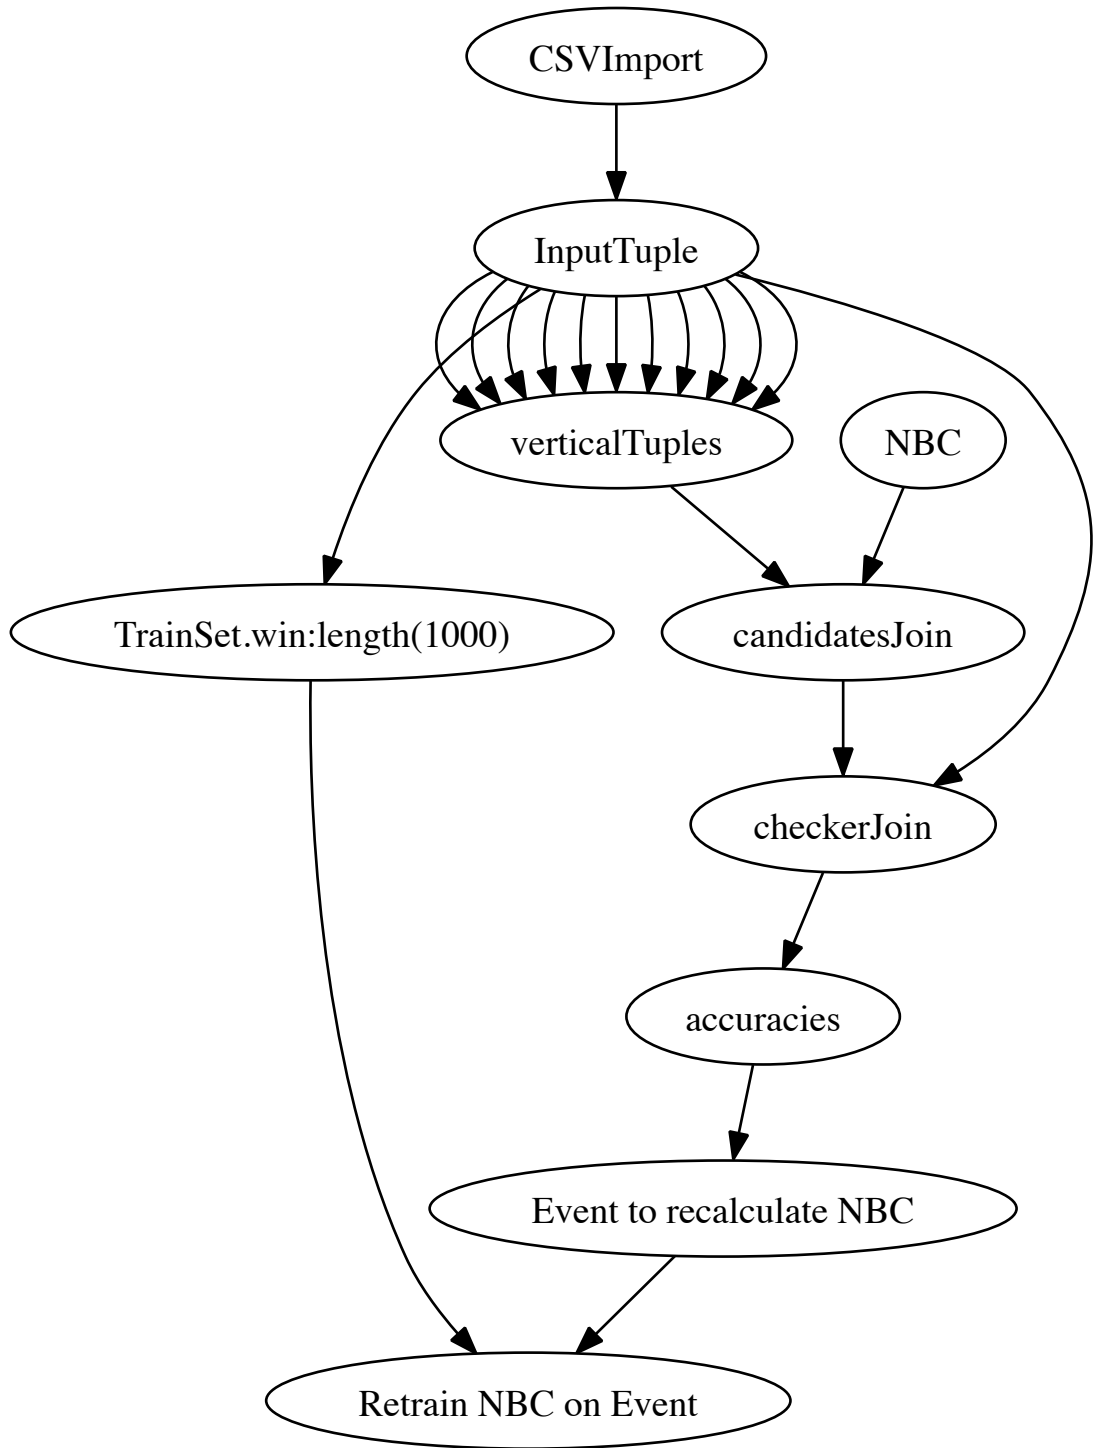 CSVImport
InputTuple
verticalTuples
NBC
TrainSet.win:length(1000)
candidatesJoin
checkerJoin
accuracies
Event to recalculate NBC
Retrain NBC on Event